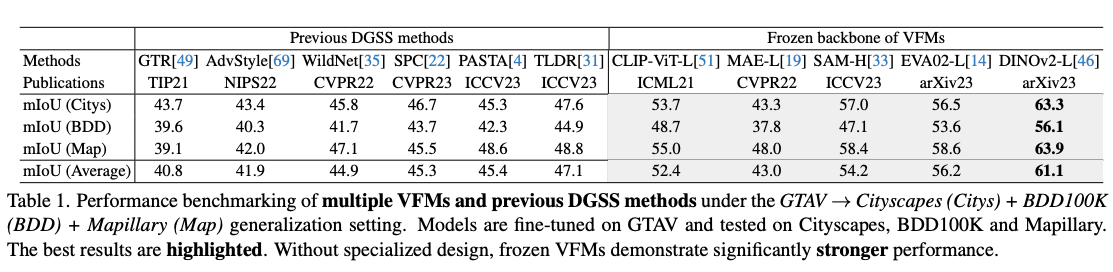 Previous DGSS methods Frozen backbone of VFMs
Methods GTR[49] AdvStyle[69] WildNet[35] SPC[22] PASTA[4] TLDR[31] CLIP-ViT-L[51] MAE-L[19] SAM-H[33] EVA02-L[14] DINOv2-L[46]
Publications TIP21 NIPS22 CVPR22 CVPR23 ICCV23 ICCV23 ICML21 CVPR22 ICCV23 arXiv23 arXiv23
mIoU (Citys) 43.7 43.4 45.8 46.7 45.3 47.6 53.7 43.3 57.0 56.5 63.3
mIoU (BDD) 39.6 40.3 41.7 43.7 42.3 44.9 48.7 37.8 47.1 53.6 56.1
mIoU (Map) 39.1 42.0 47.1 45.5 48.6 48.8 55.0 48.0 58.4 58.6 63.9
mIoU (Average) 40.8 41.9 44.9 45.3 45.4 47.1 52.4 43.0 54.2 56.2 61.1
Table 1. Performance benchmarking of multiple VFMs and previous DGSS methods under the GTAV → Cityscapes (Citys) + BDD100K
(BDD) + Mapillary (Map) generalization setting. Models are fine-tuned on GTAV and tested on Cityscapes, BDD100K and Mapillary.
The best results are highlighted. Without specialized design, frozen VFMs demonstrate significantly stronger performance.